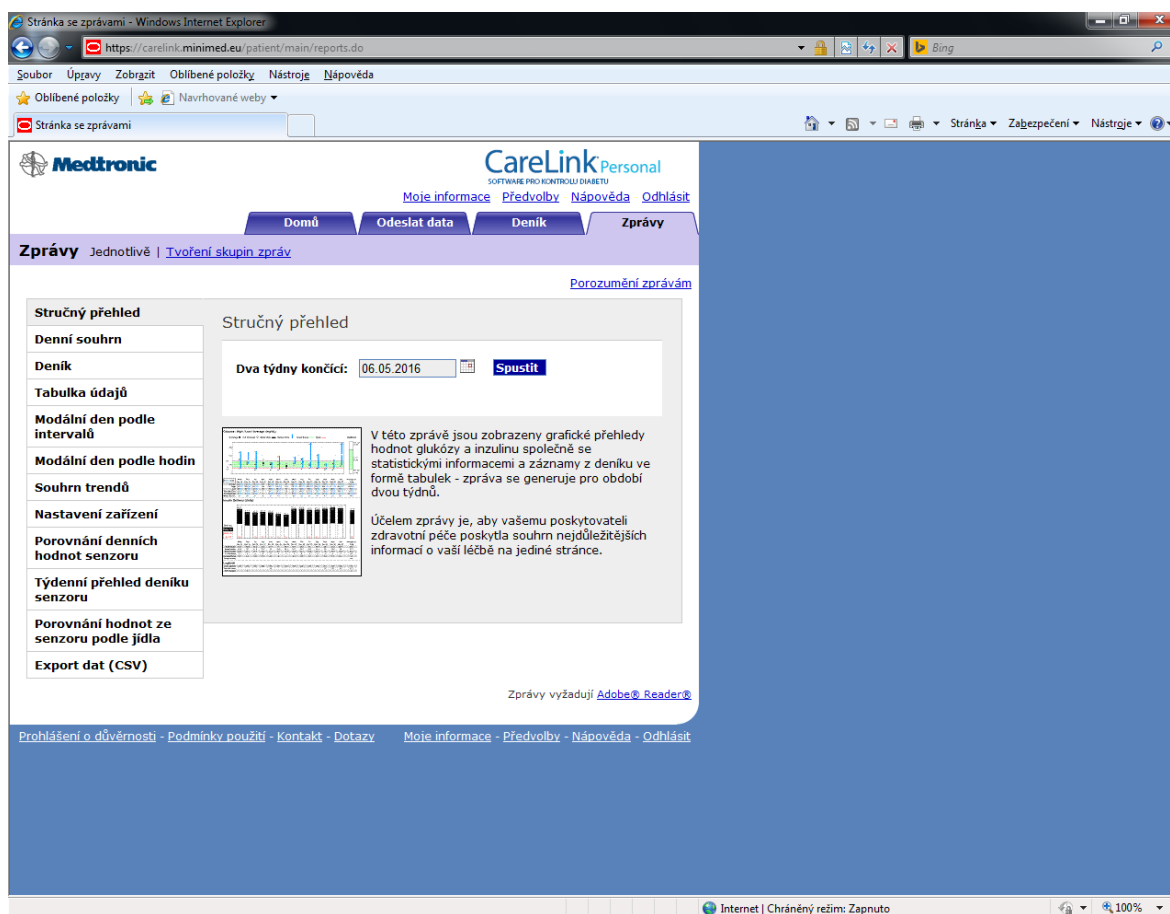 Stránka se zprávami - Windows Internet Explorer
https://carelink.minimed.eu/patient/main/reports.do
Bing
Soubor Úpravy Zobrazit Oblíbené položky Nástroje Nápověda
Oblíbené položky Navrhované weby
Stránka se zprávami
Stránka Zabezpečení Nástroje
Medtronic
CareLink Personal
SOFTWARE PRO KONTROLU DIABETU
Moje informace Předvolby Nápověda Odhlásit
Domů Odeslat data Deník Zprávy
Zprávy Jednotlivě | Tvoření skupin zpráv
Porozumění zprávám
Stručný přehled
Denní souhrn
Deník
Tabulka údajů
Modální den podle
intervalů
Modální den podle hodin
Souhrn trendů
Nastavení zařízení
Porovnání denních
hodnot senzoru
Týdenní přehled deníku
senzoru
Porovnání hodnot ze
senzoru podle jídla
Export dat (CSV)
Stručný přehled
Dva týdny končící: 06.05.2016 Spustit
V této zprávě jsou zobrazeny grafické přehledy
hodnot glukózy a inzulinu společně se
statistickými informacemi a záznamy z deníku ve
formě tabulek - zpráva se generuje pro období
dvou týdnů.
Účelem zprávy je, aby vašemu poskytovateli
zdravotní péče poskytla souhrn nejdůležitějších
informací o vaší léčbě na jediné stránce.
Zprávy vyžadují Adobe® Reader®
Prohlášení o důvěrnosti - Podmínky použití - Kontakt - Dotazy Moje informace - Předvolby - Nápověda - Odhlásit
Internet | Chráněný režim: Zapnuto 100%